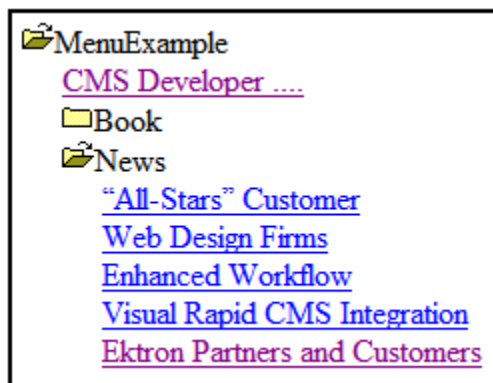 MenuExample
CMS Developer ....
Book
News
“All-Stars” Customer
Web Design Firms
Enhanced Workflow
Visual Rapid CMS Integration
Ektron Partners and Customers